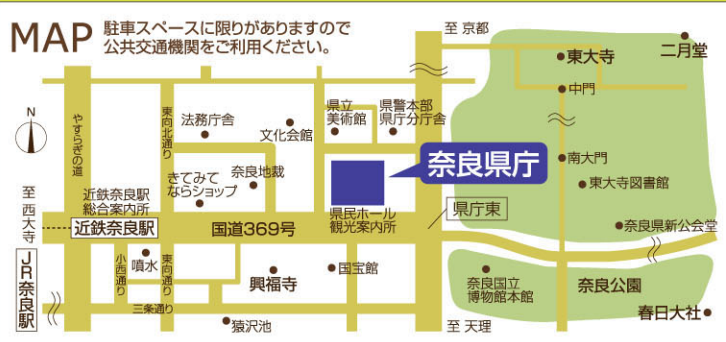 MAP
駐車スペースに限りがありますので
公共交通機関をご利用ください。
至 京都
二月堂
東大寺
中門
N
やすらぎの道
東向北通り
法務庁舎
文化会館
県立
美術館
県警本部
県庁分庁舎
奈良県庁
南大門
東大寺図書館
きてみて
ならショップ
奈良地裁
至 西大寺
近鉄奈良駅
総合案内所
近鉄奈良駅
国道369号
県民ホール
観光案内所
県庁東
奈良県新公会堂
JR奈良駅
小西通り
噴水
東向通り
興福寺
国宝館
奈良国立
博物館本館
奈良公園
三条通り
猿沢池
至 天理
春日大社